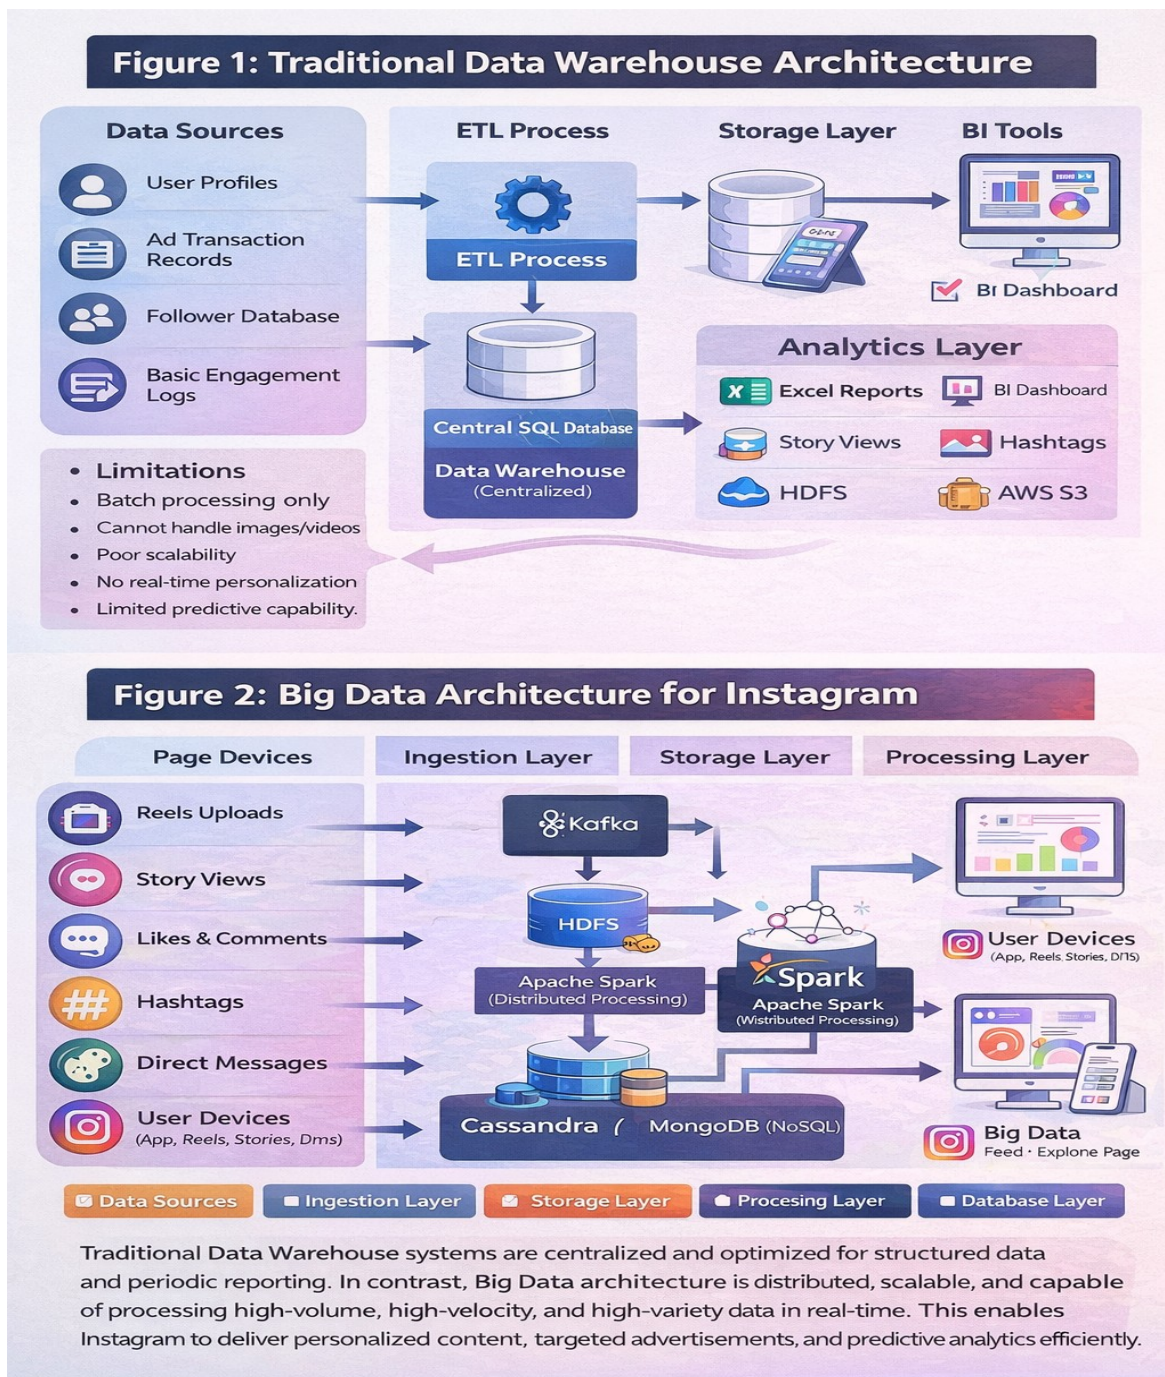 Figure 1: Traditional Data Warehouse Architecture
Data Sources
User Profiles
Ad Transaction
Records
Follower Database
Basic Engagement
Logs
• Limitations
• Batch processing only
• Cannot handle images/videos
• Poor scalability
• No real-time personalization
• Limited predictive capability.
ETL Process
ETL Process
Central SQL Database
Data Warehouse
(Centralized)
Storage Layer
BI Tools
BI Dashboard
Analytics Layer
Excel Reports
BI Dashboard
Story Views
Hashtags
HDFS
AWS S3
Figure 2: Big Data Architecture for Instagram
Page Devices
Ingestion Layer
Storage Layer
Processing Layer
Reels Uploads
Story Views
Likes & Comments
Hashtags
Direct Messages
User Devices
(App, Reels, Stories, Dms)
Kafka
HDFS
Apache Spark
(Distributed Processing)
Spark
Apache Spark
(Wistributed Processing)
Cassandra ( MongoDB (NoSQL)
User Devices
(App, Reels, Stories,
Big Data
Feed · Explone Page
Data Sources
Ingestion Layer
Storage Layer
Procesing Layer
Database Layer
Traditional Data Warehouse systems are centralized and optimized for structured data
and periodic reporting. In contrast, Big Data architecture is distributed, scalable, and capable
of processing high-volume, high-velocity, and high-variety data in real-time. This enables
Instagram to deliver personalized content, targeted advertisements, and predictive analytics efficiently.